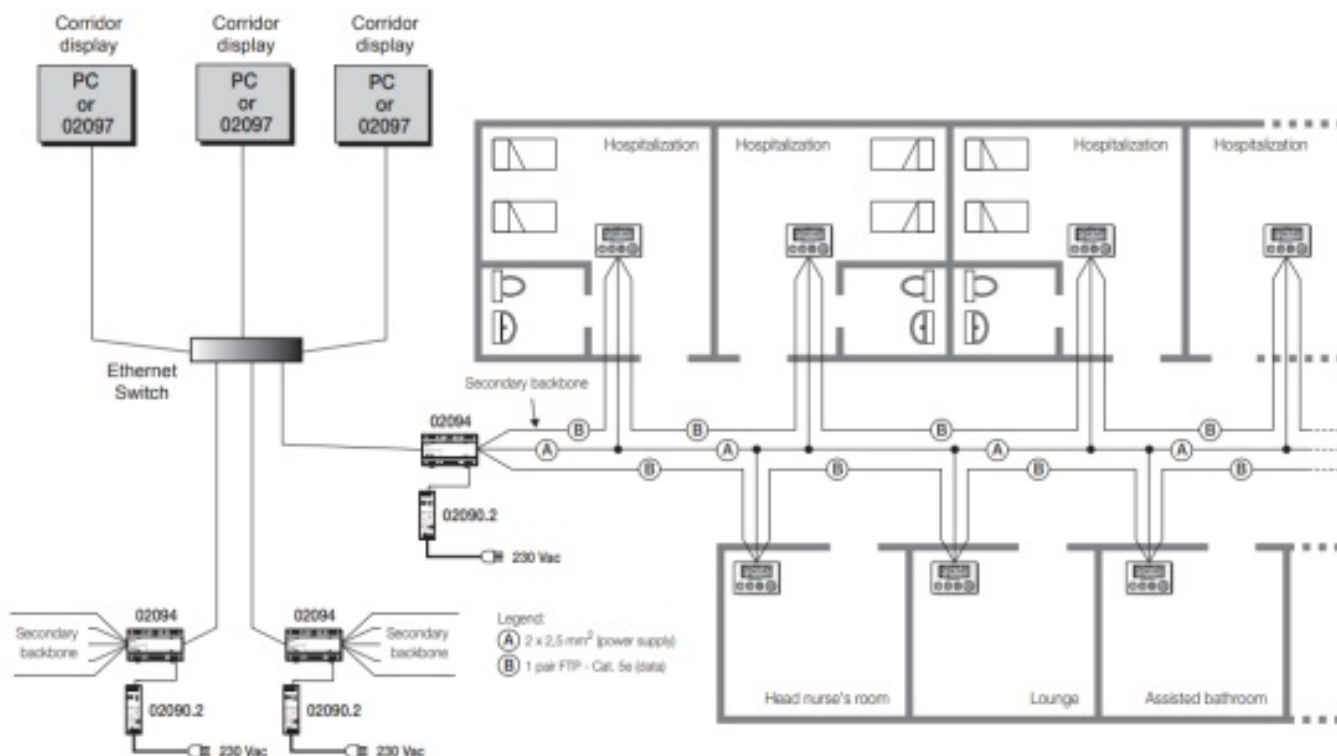 Corridor
display
Corridor
display
Corridor
display
PC
or
02097
PC
or
02097
PC
or
02097
Hospitalization
Hospitalization
Hospitalization
Hospitalization
Ethernet
Switch
Secondary backbone
02094
B
B
B
B
A
A
A
A
B
B
B
02090.2
230 Vac
02094
02094
Secondary
backbone
Secondary
backbone
Legend:
A 2 x 2,5 mm² (power supply)
B 1 pair FTP - Cat. 5e (data)
02090.2
02090.2
230 Vac
230 Vac
Head nurse's room
Lounge
Assisted bathroom